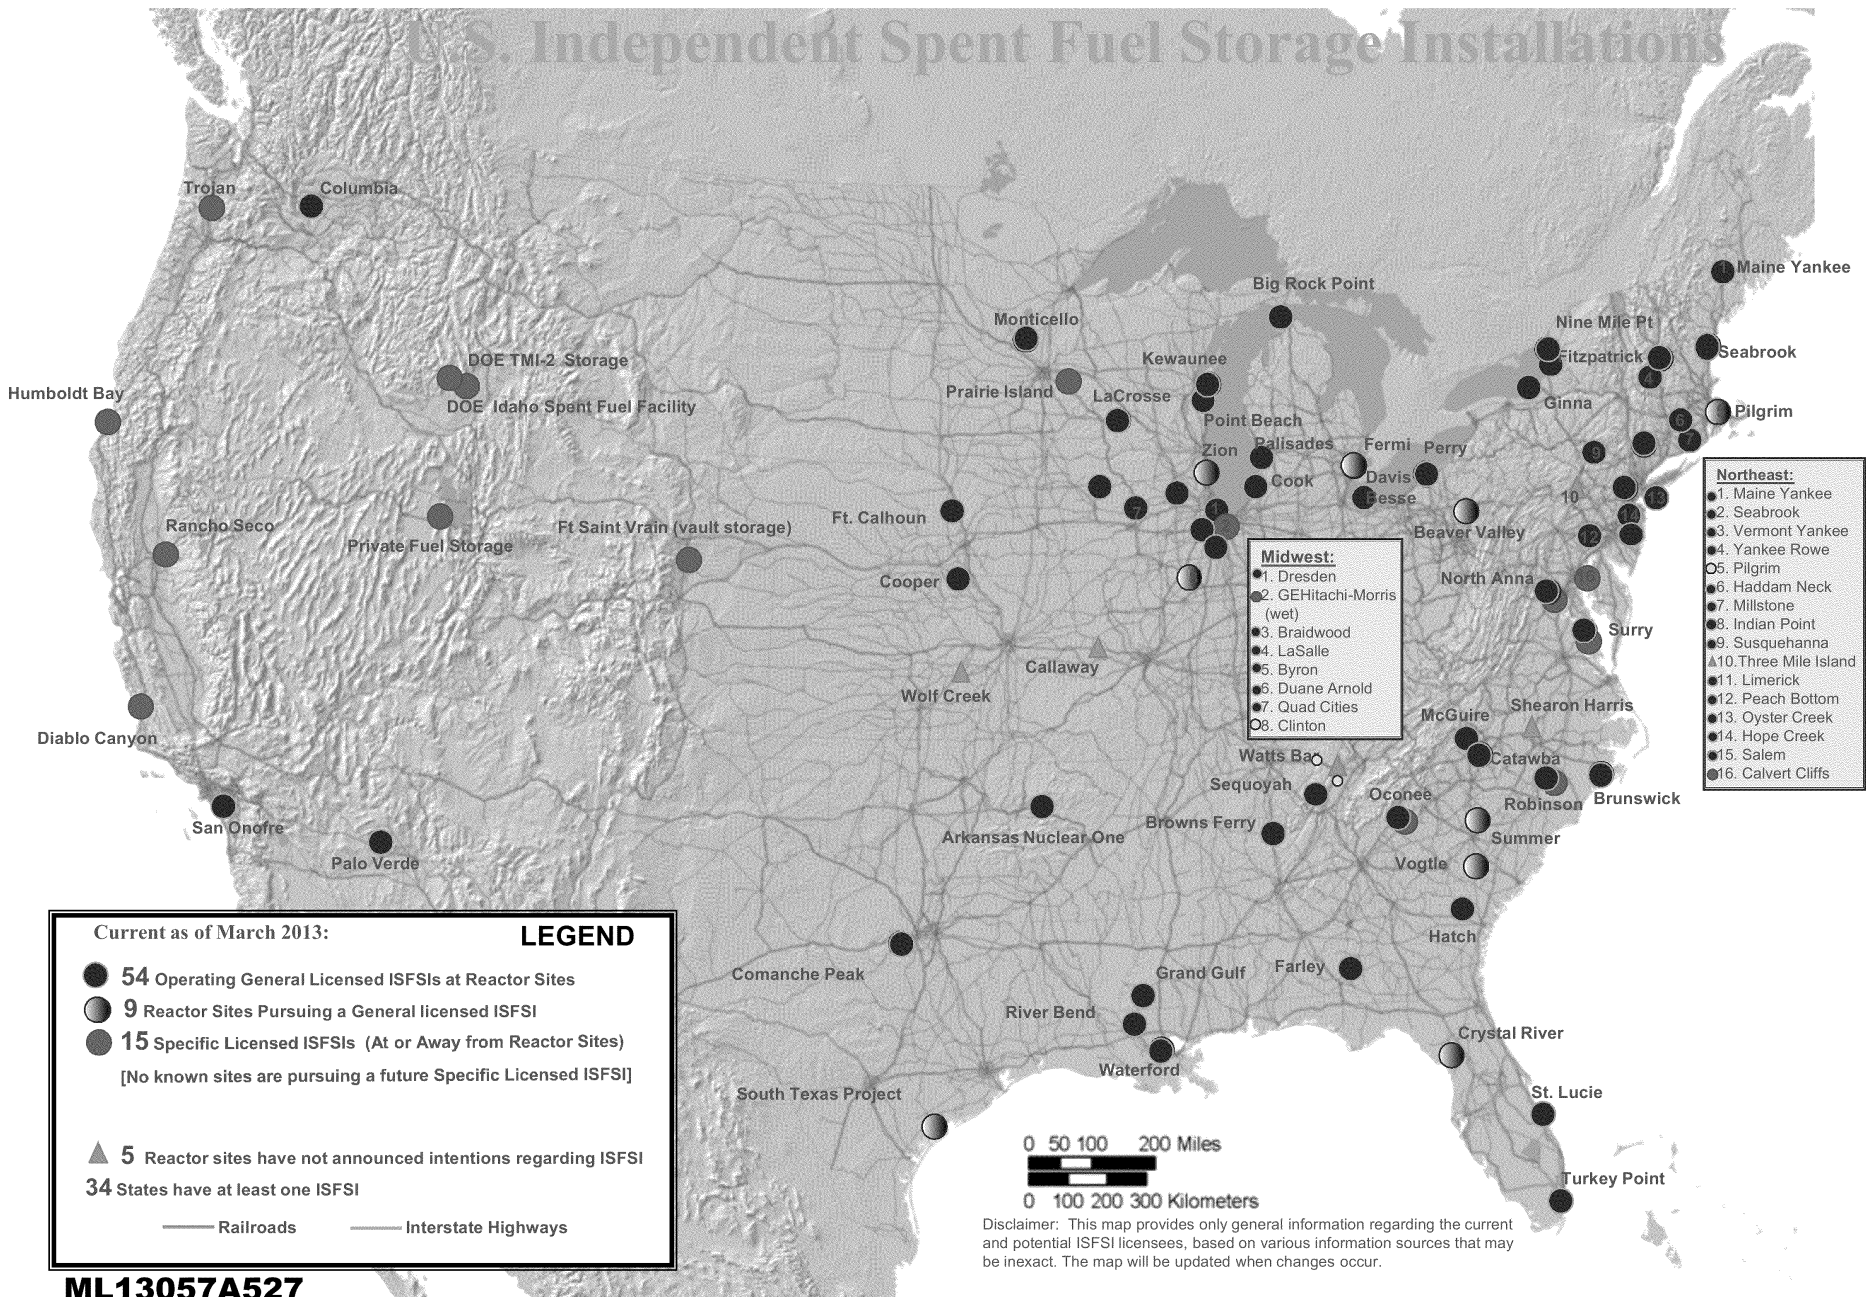 U.S. Independent Spent Fuel Storage Installations
Trojan
Columbia
Maine Yankee
Big Rock Point
Monticello
Nine Mile Pt
Kewaunee
Fitzpatrick
Seabrook
DOE TMI-2 Storage
Humboldt Bay
Prairie Island
LaCrosse
4
DOE Idaho Spent Fuel Facility
Ginna
Pilgrim
Point Beach
6
7
Zion
Palisades
Fermi
Perry
9
Cook
Davis
Besse
10
13
Rancho Seco
Ft Saint Vrain (vault storage)
Ft. Calhoun
7
1
14
Private Fuel Storage
Beaver Valley
12
Cooper
North Anna
16
Surry
Callaway
Wolf Creek
Diablo Canyon
McGuire
Shearon Harris
Watts Bar
Catawba
Sequoyah
Oconee
Robinson
Brunswick
San Onofre
Arkansas Nuclear One
Browns Ferry
Summer
Palo Verde
Vogtle
Hatch
Comanche Peak
Grand Gulf
Farley
River Bend
Crystal River
Waterford
South Texas Project
St. Lucie
Turkey Point
Midwest:
1. Dresden
2. GEHitachi-Morris
(wet)
3. Braidwood
4. LaSalle
5. Byron
6. Duane Arnold
7. Quad Cities
8. Clinton
Northeast:
1. Maine Yankee
2. Seabrook
3. Vermont Yankee
4. Yankee Rowe
5. Pilgrim
6. Haddam Neck
7. Millstone
8. Indian Point
9. Susquehanna
10.Three Mile Island
11. Limerick
12. Peach Bottom
13. Oyster Creek
14. Hope Creek
15. Salem
16. Calvert Cliffs
Current as of March 2013:
LEGEND
54 Operating General Licensed ISFSIs at Reactor Sites
9 Reactor Sites Pursuing a General licensed ISFSI
15 Specific Licensed ISFSIs (At or Away from Reactor Sites)
[No known sites are pursuing a future Specific Licensed ISFSI]
5 Reactor sites have not announced intentions regarding ISFSI
34 States have at least one ISFSI
Railroads Interstate Highways
0 50 100 200 Miles
0 100 200 300 Kilometers
Disclaimer: This map provides only general information regarding the current
and potential ISFSI licensees, based on various information sources that may
be inexact. The map will be updated when changes occur.
ML13057A527